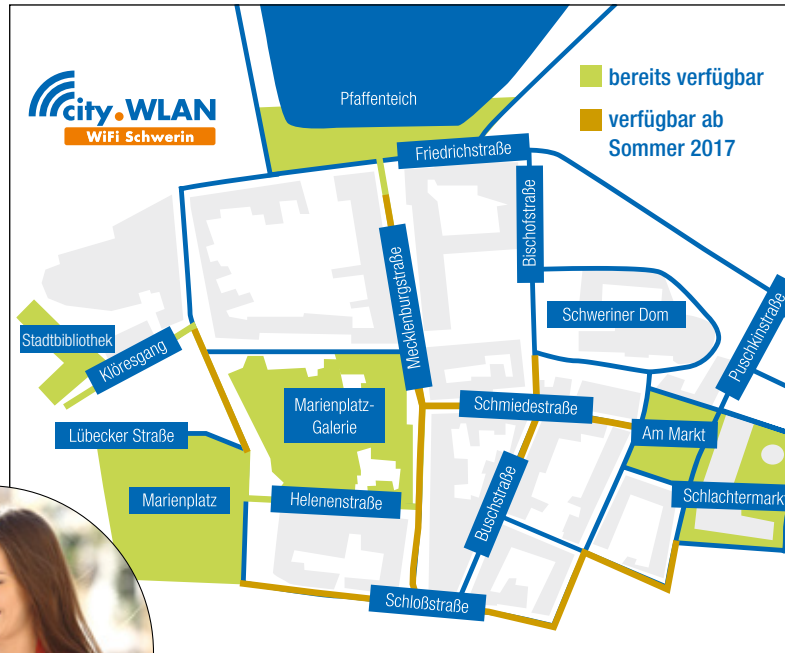 city.WLAN
WiFi Schwerin
Pfaffenteich
bereits verfügbar
verfügbar ab
Sommer 2017
Friedrichstraße
Bischofstraße
Mecklenburgstraße
Schweriner Dom
Puschkinstraße
Stadtbibliothek
Klöresgang
Marienplatz-
Galerie
Schmiedestraße
Lübecker Straße
Am Markt
Buschstraße
Marienplatz
Helenenstraße
Schlachtermarkt
Schloßstraße